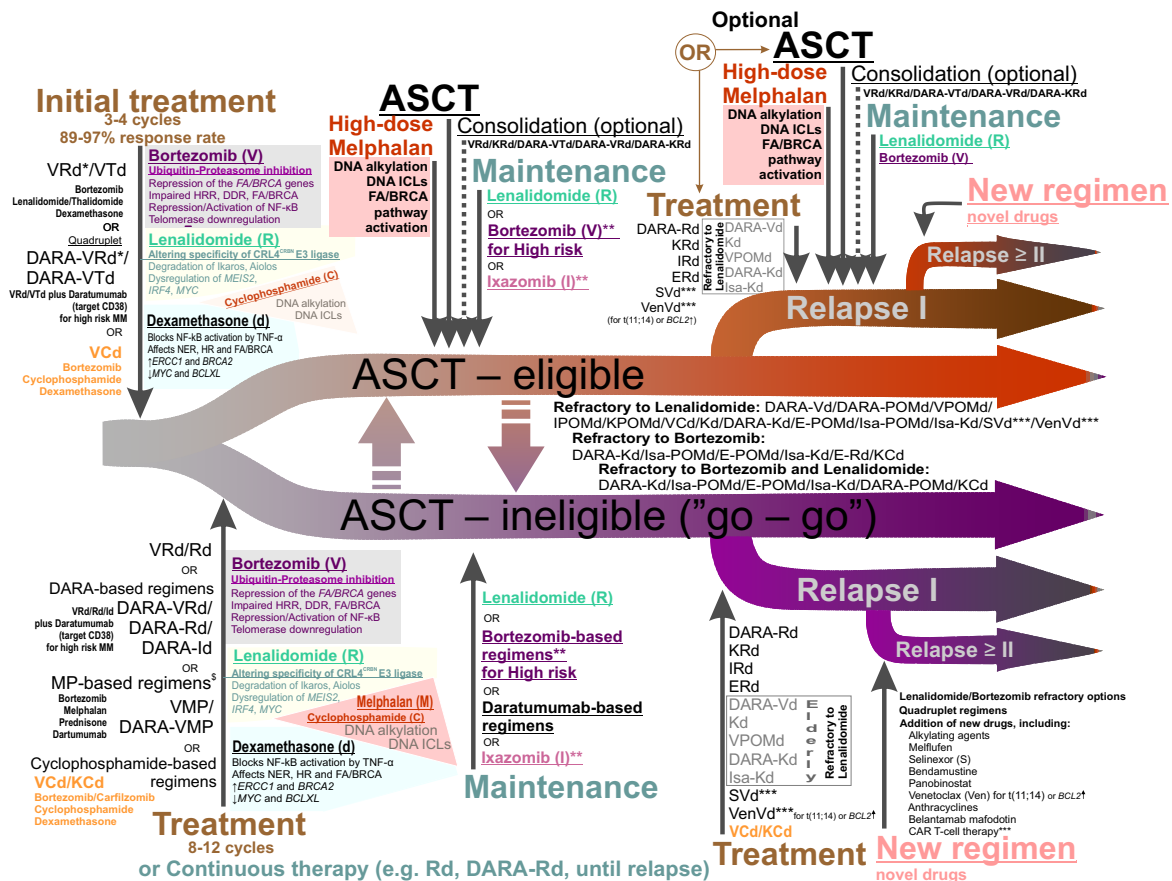 Initial treatment
3-4 cycles
89-97% response rate
VRd*/VTd
Bortezomib
Lenalidomide/Thalidomide
Dexamethasone
OR
Quadruplet
DARA-VRd*/
DARA-VTd
VRd/VTd plus Daratumumab
(target CD38)
for high risk MM
OR
VCd
Bortezomib
Cyclophosphamide
Dexamethasone
Bortezomib (V)
Ubiquitin-Proteasome inhibition
Repression of the FA/BRCA genes
Impaired HRR, DDR, FA/BRCA
Repression/Activation of NF-κB
Telomerase downregulation
Lenalidomide (R)
Altering specificity of CRL4CRBN E3 ligase
Degradation of Ikaros, Aiolos
Dysregulation of MEIS2,
IRF4, MYC
Cyclophosphamide (C)
DNA alkylation
DNA ICLs
Dexamethasone (d)
Blocks NF-kB activation by TNF-α
Affects NER, HR and FA/BRCA
↑ERCC1 and BRCA2
↓MYC and BCLXL
ASCT
High-dose
Melphalan
DNA alkylation
DNA ICLs
FA/BRCA
pathway
activation
Consolidation (optional)
VRd/KRd/DARA-VTd/DARA-VRd/DARA-KRd
Maintenance
Lenalidomide (R)
OR
Bortezomib (V)**
for High risk
OR
Ixazomib (I)**
OR
Optional
ASCT
High-dose
Melphalan
DNA alkylation
DNA ICLs
FA/BRCA
pathway
activation
Consolidation (optional)
VRd/KRd/DARA-VTd/DARA-VRd/DARA-KRd
Maintenance
Lenalidomide (R)
Bortezomib (V)
Treatment
DARA-Rd
KRd
IRd
ERd
SVd***
VenVd***
(for t(11;14) or BCL2↑)
Refractory to
Lenalidomide
DARA-Vd
Kd
VPOMd
DARA-Kd
Isa-Kd
New regimen
novel drugs
Relapse ≥ II
Relapse I
ASCT – eligible
Refractory to Lenalidomide: DARA-Vd/DARA-POMd/VPOMd/
IPOMd/KPOMd/VCd/Kd/DARA-Kd/E-POMd/Isa-POMd/Isa-Kd/SVd***/VenVd***
Refractory to Bortezomib:
DARA-Kd/Isa-POMd/E-POMd/Isa-Kd/E-Rd/KCd
Refractory to Bortezomib and Lenalidomide:
DARA-Kd/Isa-POMd/E-POMd/Isa-Kd/DARA-POMd/KCd
ASCT – ineligible ("go – go")
Relapse I
Relapse ≥ II
VRd/Rd
OR
DARA-based regimens
VRd/Rd/Id
plus Daratumumab
(target CD38)
for high risk MM
DARA-VRd/
DARA-Rd/
DARA-Id
OR
MP-based regimens$
Bortezomib
Melphalan
Prednisone
Dartumumab
VMP/
DARA-VMP
OR
Cyclophosphamide-based
regimens
VCd/KCd
Bortezomib/Carfilzomib
Cyclophosphamide
Dexamethasone
Bortezomib (V)
Ubiquitin-Proteasome inhibition
Repression of the FA/BRCA genes
Impaired HRR, DDR, FA/BRCA
Repression/Activation of NF-κB
Telomerase downregulation
Lenalidomide (R)
Altering specificity of CRL4CRBN E3 ligase
Degradation of Ikaros, Aiolos
Dysregulation of MEIS2,
IRF4, MYC
Melphalan (M)
Cyclophosphamide (C)
DNA alkylation
DNA ICLs
Dexamethasone (d)
Blocks NF-kB activation by TNF-α
Affects NER, HR and FA/BRCA
↑ERCC1 and BRCA2
↓MYC and BCLXL
Treatment
8-12 cycles
or Continuous therapy (e.g. Rd, DARA-Rd, until relapse)
Lenalidomide (R)
OR
Bortezomib-based
regimens**
for High risk
OR
Daratumumab-based
regimens
OR
Ixazomib (I)**
Maintenance
DARA-Rd
KRd
IRd
ERd
DARA-Vd
Kd
VPOMd
DARA-Kd
Isa-Kd
Elderly
Refractory to
Lenalidomide
SVd***
VenVd***for t(11;14) or BCL2↑
VCd/KCd
Treatment
Lenalidomide/Bortezomib refractory options
Quadruplet regimens
Addition of new drugs, including:
Alkylating agents
Melflufen
Selinexor (S)
Bendamustine
Panobinostat
Venetoclax (Ven) for t(11;14) or BCL2↑
Anthracyclines
Belantamab mafodotin
CAR T-cell therapy***
New regimen
novel drugs